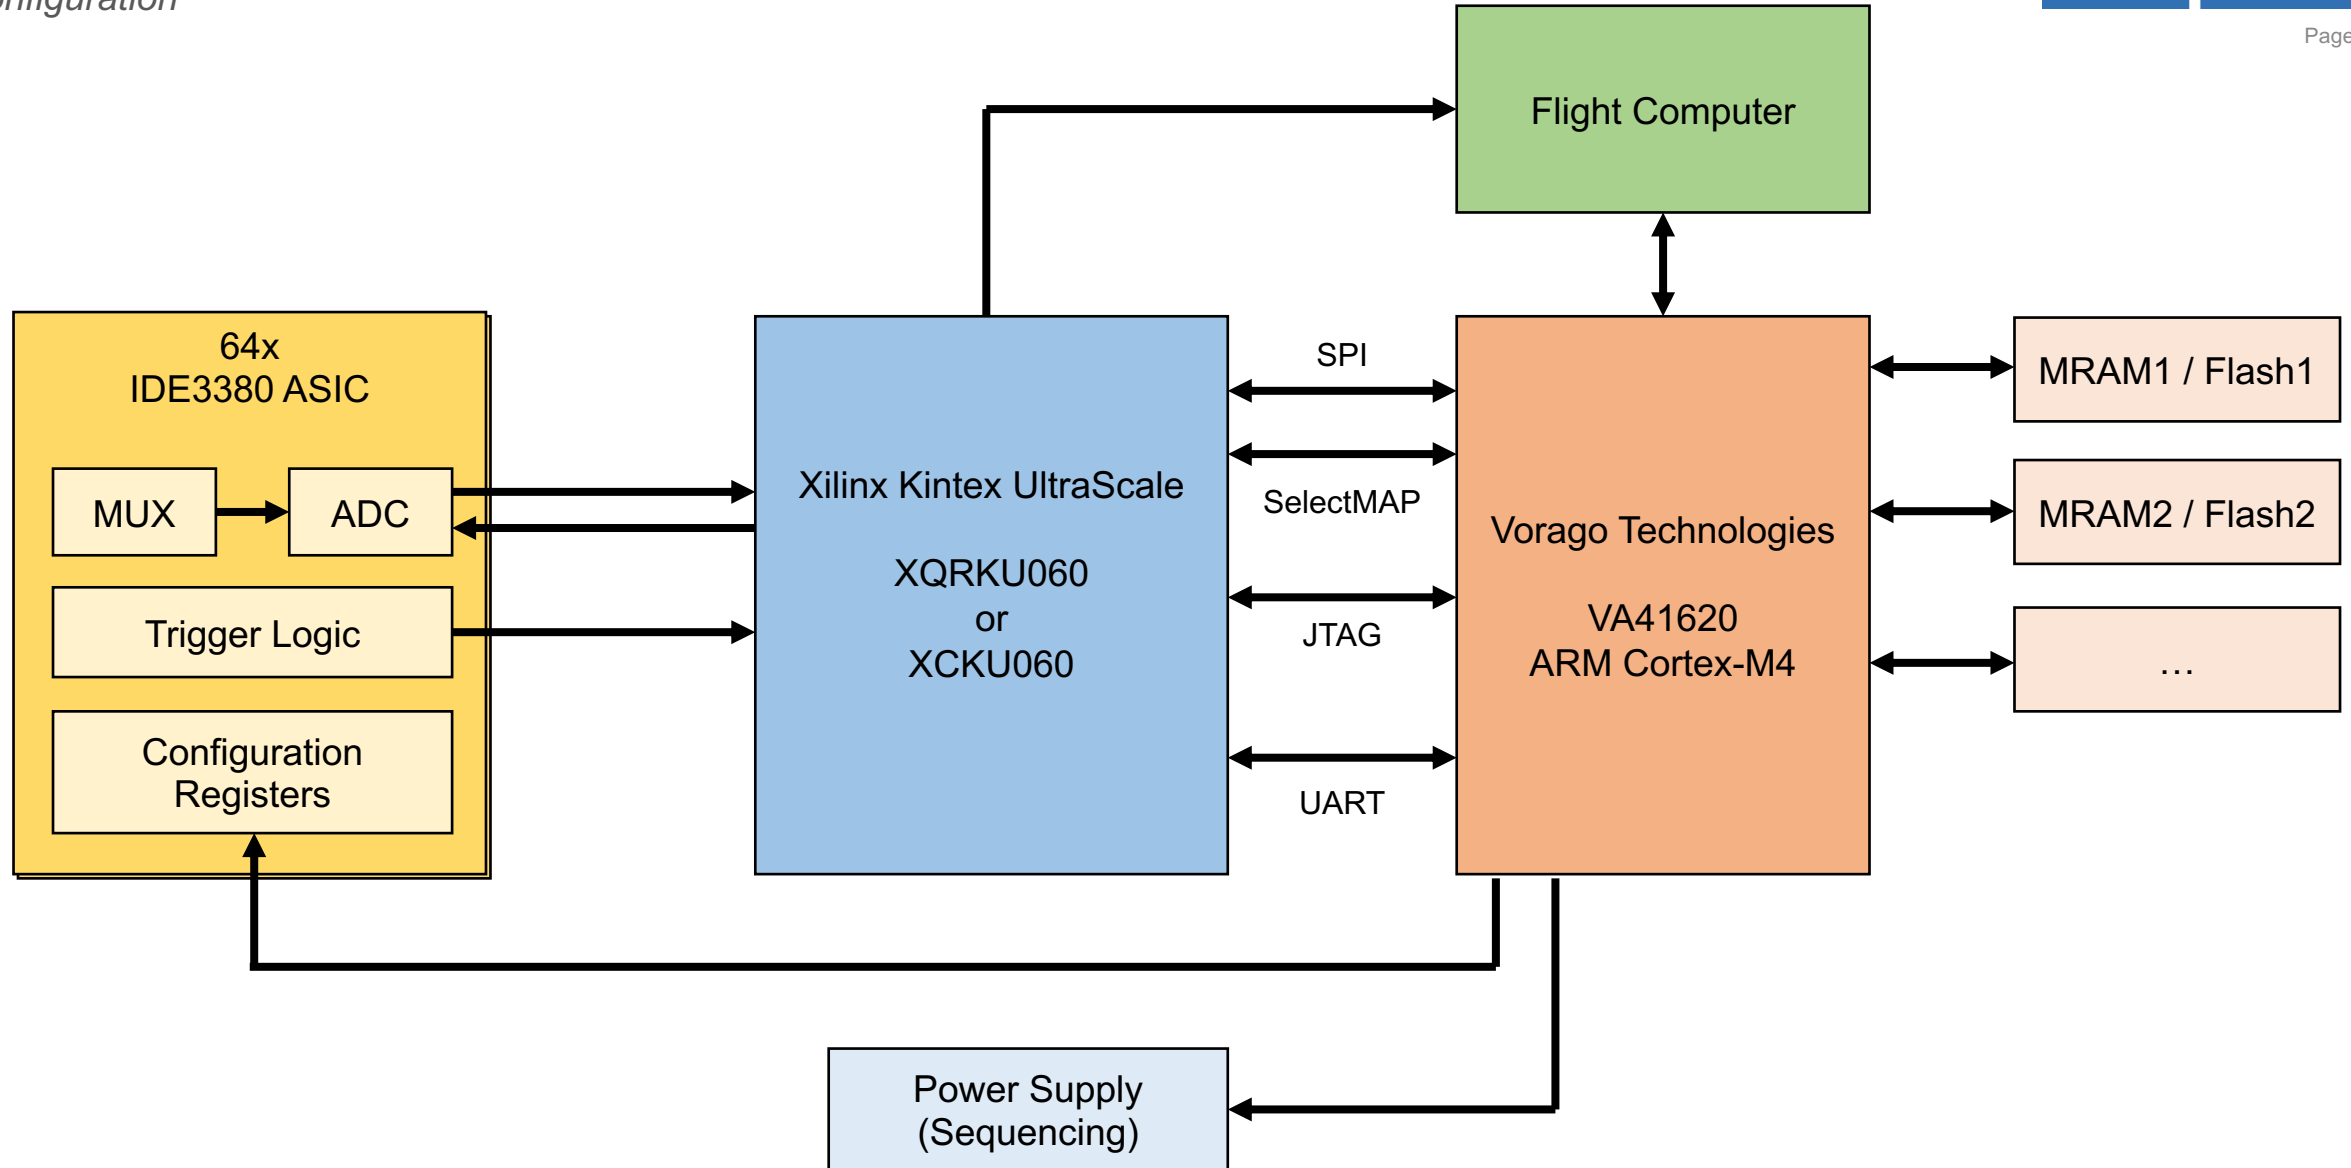 Page
Flight Computer
64x
IDE3380 ASIC
MUX
ADC
Trigger Logic
Configuration
Registers
Xilinx Kintex UltraScale
XQRKU060
or
XCKU060
SPI
SelectMAP
JTAG
UART
Vorago Technologies
VA41620
ARM Cortex-M4
MRAM1 / Flash1
MRAM2 / Flash2
...
Power Supply
(Sequencing)